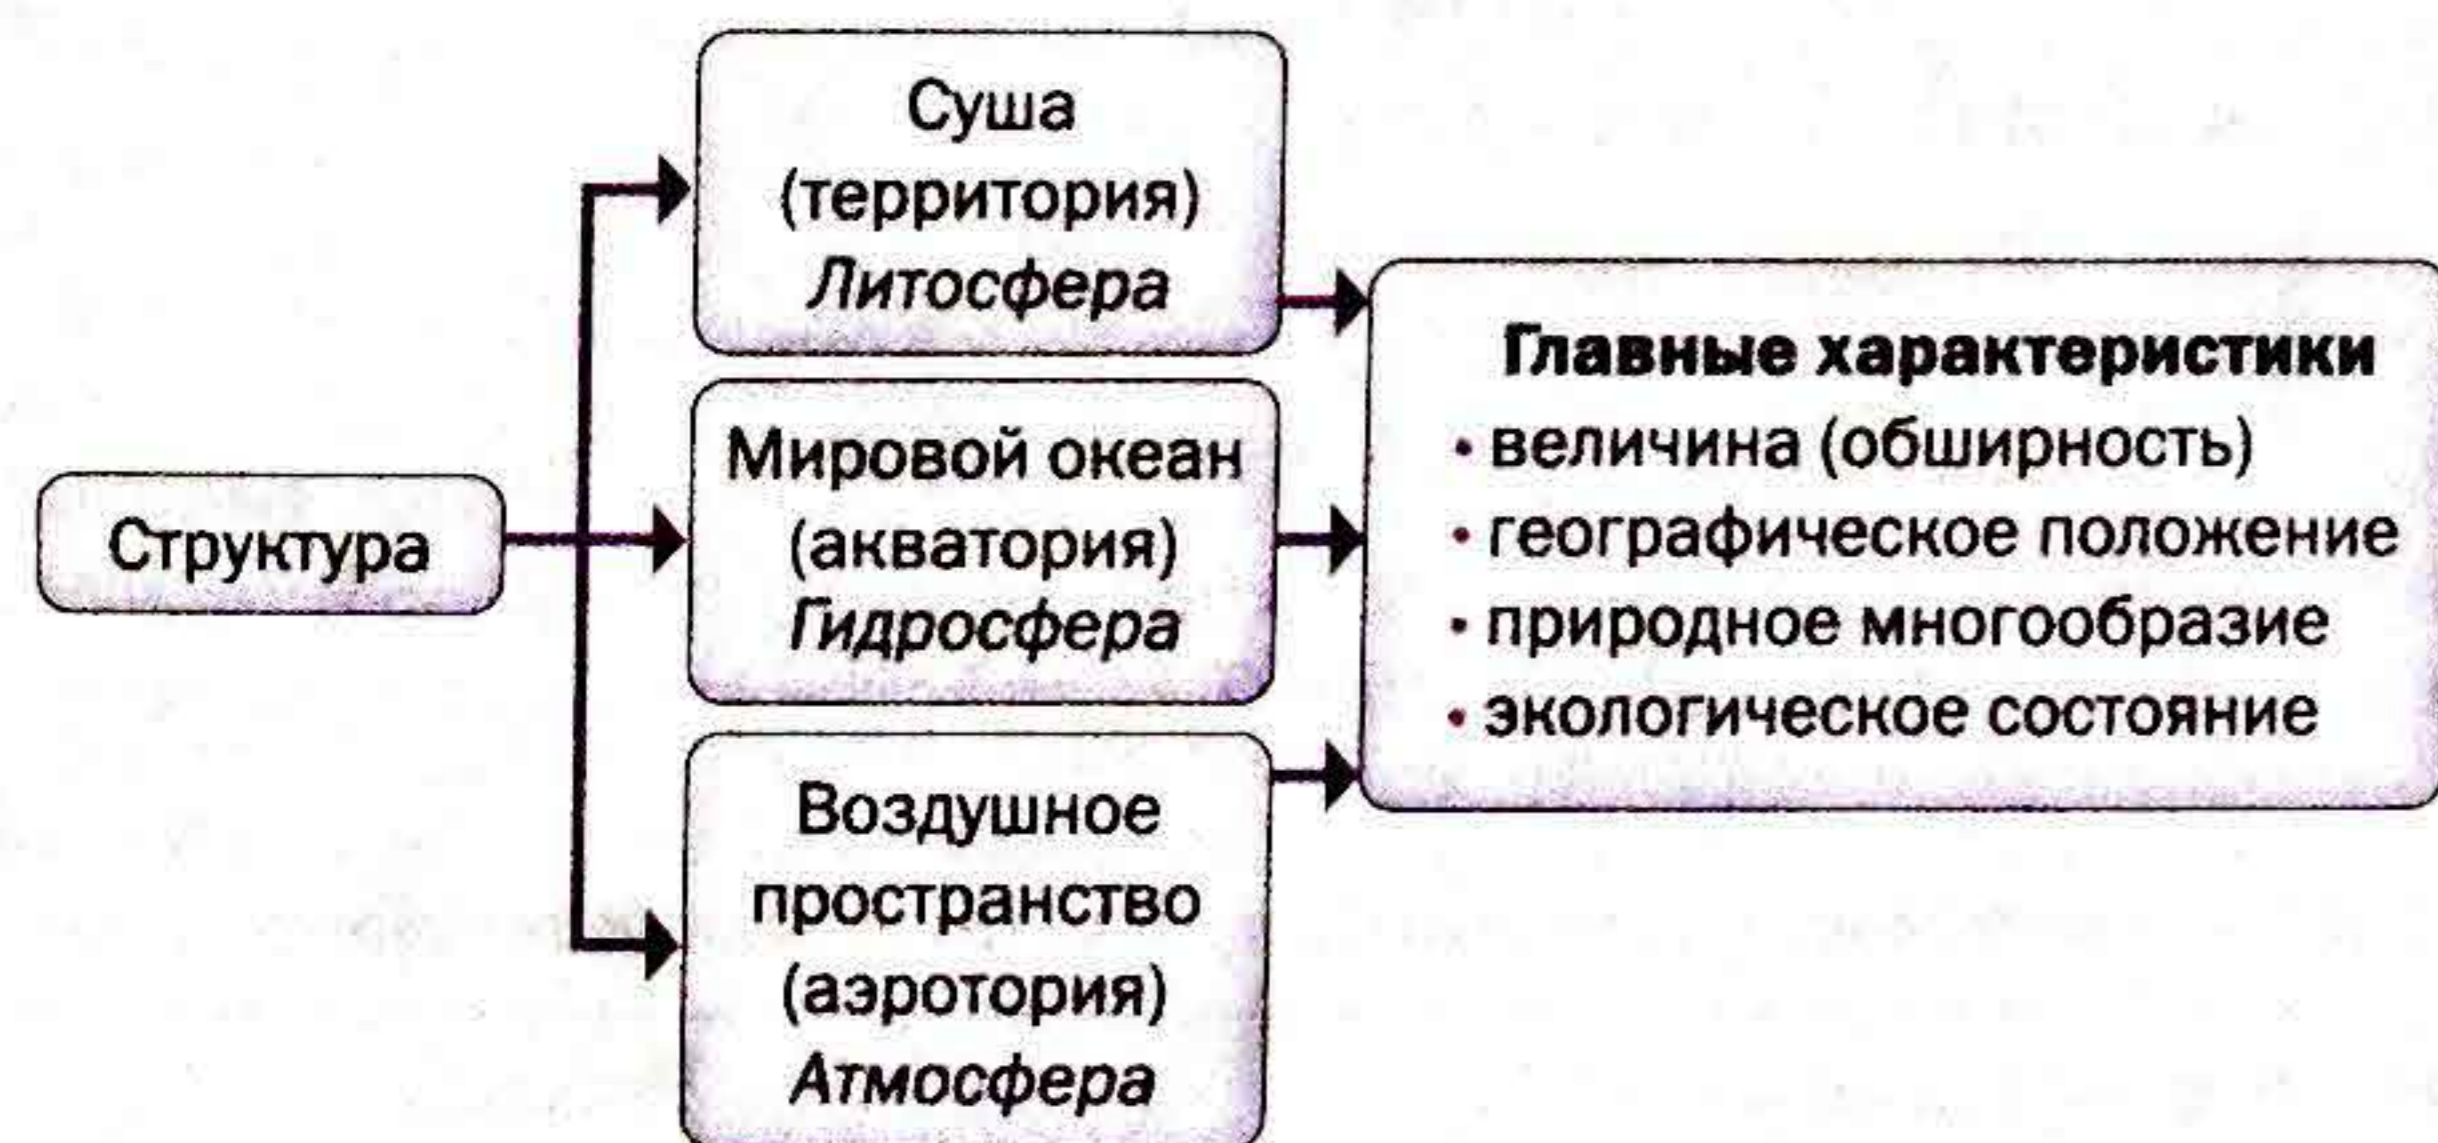 Структура
Суша
(территория)
Литосфера
Мировой океан
(акватория)
Гидросфера
Воздушное
пространство
(аэротория)
Атмосфера
Главные характеристики
• величина (обширность)
• географическое положение
• природное многообразие
• экологическое состояние